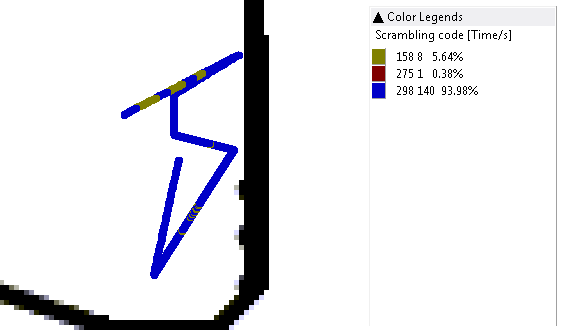 ▲ Color Legends
Scrambling code [Time/s]
158 8 5.64%
275 1 0.38%
298 140 93.98%